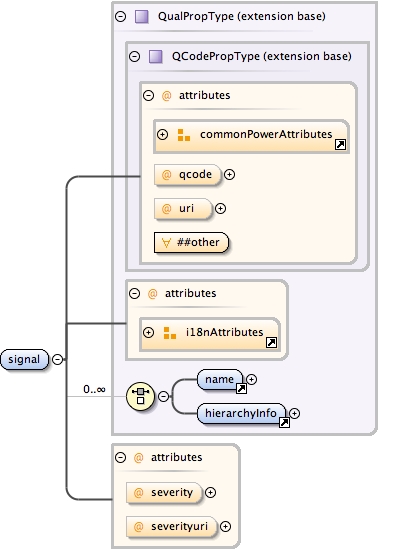 QualPropType (extension base)
QCodePropType (extension base)
@ attributes
commonPowerAttributes
@ qcode
@ uri
∀ ##other
@ attributes
i18nAttributes
signal
0..∞
name
hierarchyInfo
@ attributes
@ severity
@ severityuri